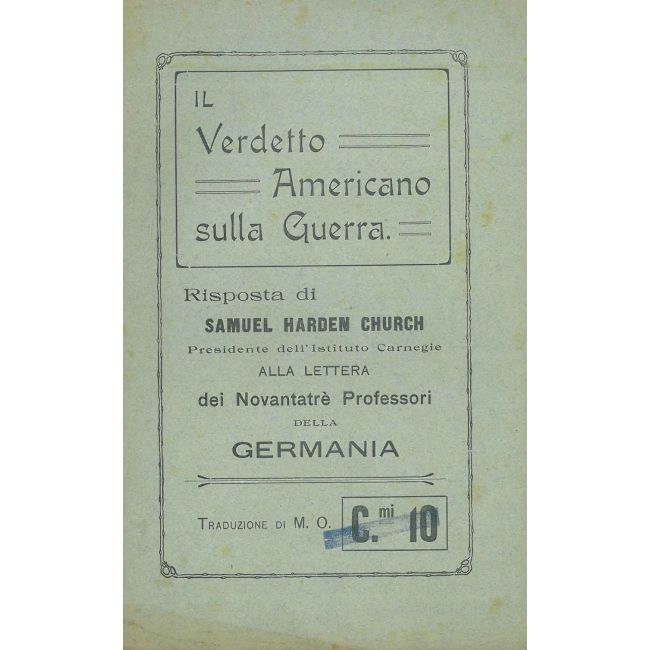 IL
Verdetto
Americano
sulla Guerra.
Risposta di
SAMUEL HARDEN CHURCH
Presidente dell'Istituto Carnegie
ALLA LETTERA
dei Novantatrè Professori
DELLA
GERMANIA
TRADUZIONE DI M. O. C.mi 10